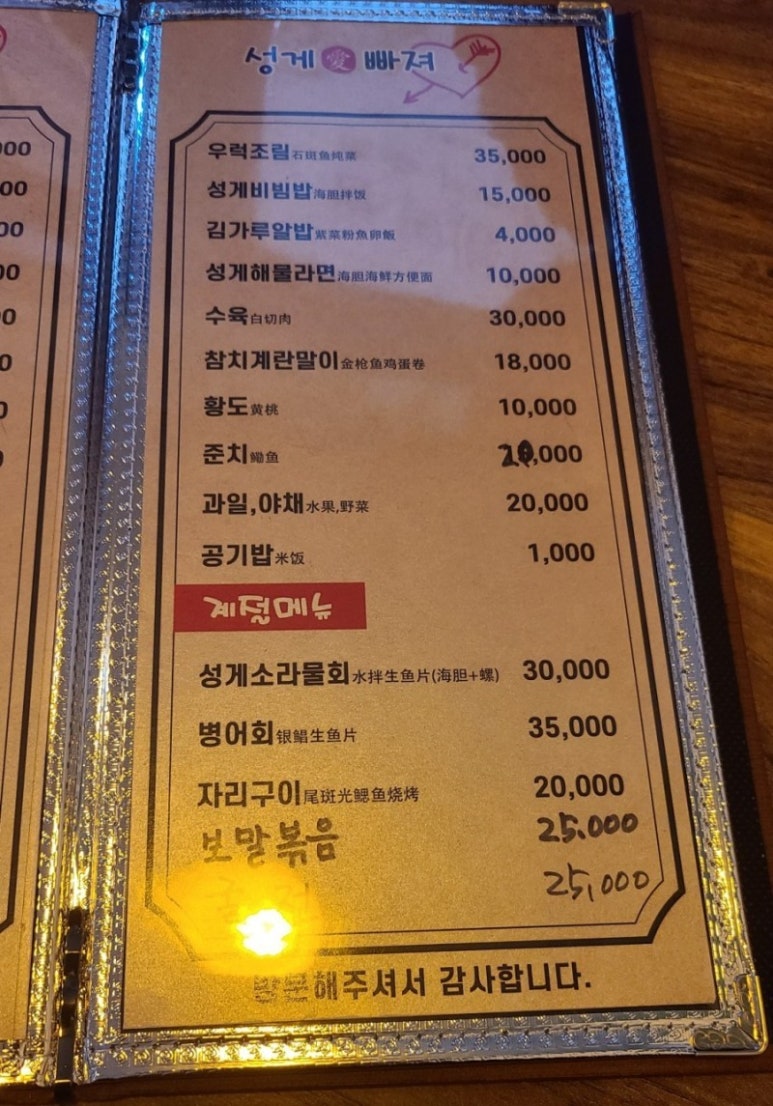 성게 愛 빠져
우럭조림 石斑鱼炖菜 35,000
성게비빔밥 海胆拌饭 15,000
김가루알밥 紫菜粉魚卵飯 4,000
성게해물라면 海胆海鲜方便面 10,000
수육 白切肉 30,000
참치계란말이 金枪鱼鸡蛋卷 18,000
황도 黄桃 10,000
준치 鳓鱼
과일,야채 水果,野菜 20,000
공기밥 米饭 1,000
계절메뉴
성게소라물회 水拌生鱼片(海胆+螺) 30,000
병어회 银鲳生鱼片 35,000
자리구이 尾斑光鳃鱼烧烤 20,000
보말볶음 25.000
25,000
방문해주셔서 감사합니다.